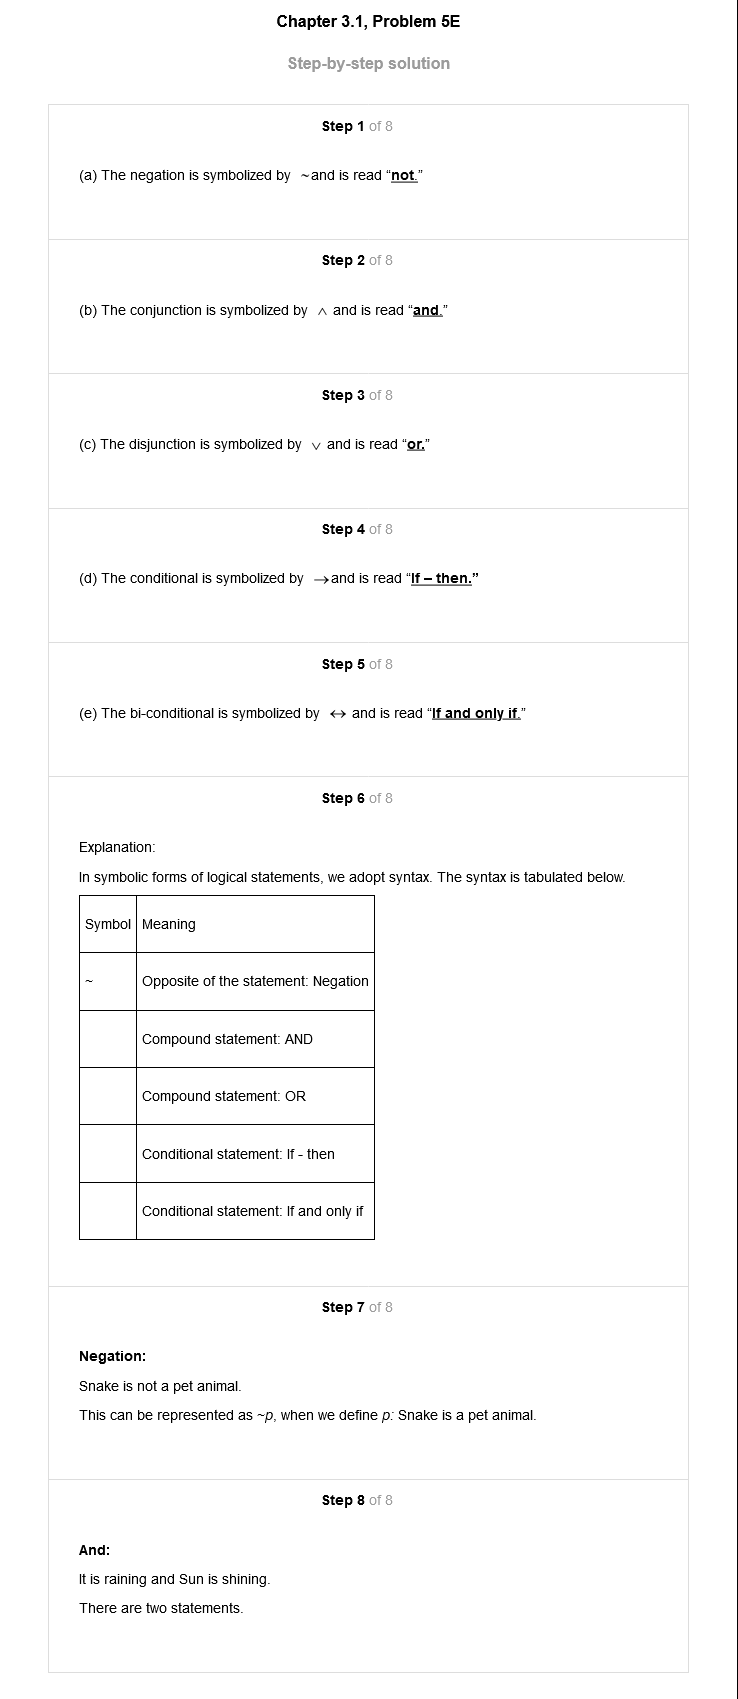 Chapter 3.1, Problem 5E
Step-by-step solution
Step 1 of 8
(a) The negation is symbolized by ~and is read “not.”
Step 2 of 8
(b) The conjunction is symbolized by ∧ and is read “and.”
Step 3 of 8
(c) The disjunction is symbolized by ∨ and is read “or.”
Step 4 of 8
(d) The conditional is symbolized by →and is read “If – then.”
Step 5 of 8
(e) The bi-conditional is symbolized by ↔ and is read “If and only if.”
Step 6 of 8
Explanation:
In symbolic forms of logical statements, we adopt syntax. The syntax is tabulated below.
Symbol Meaning
~ Opposite of the statement: Negation
Compound statement: AND
Compound statement: OR
Conditional statement: If - then
Conditional statement: If and only if
Step 7 of 8
Negation:
Snake is not a pet animal.
This can be represented as ~p, when we define p: Snake is a pet animal.
Step 8 of 8
And:
It is raining and Sun is shining.
There are two statements.